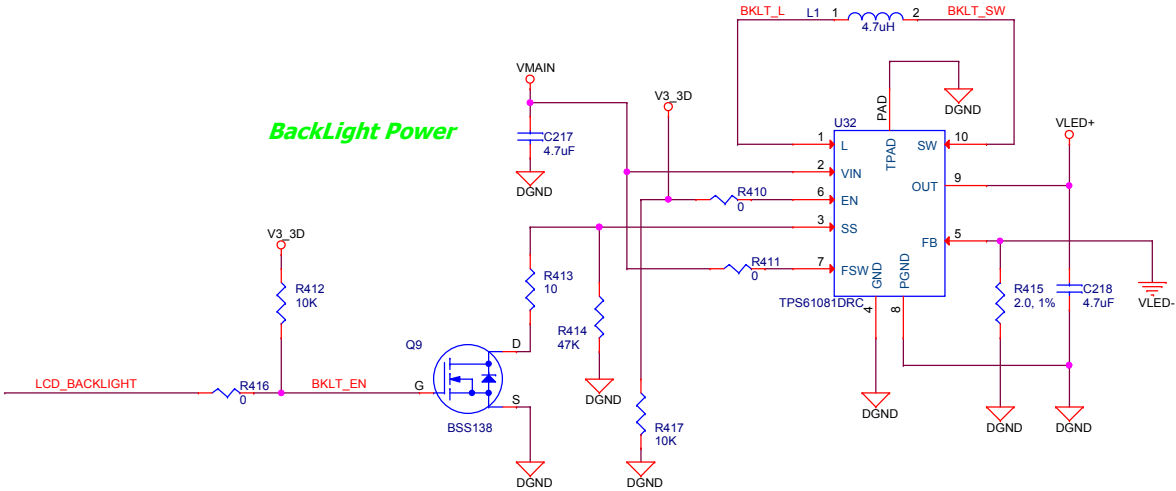 BackLight Power
BKLT_L
L1
1
2
4.7uH
BKLT_SW
VMAIN
C217
4.7uF
DGND
V3_3D
PAD
DGND
U32
TPAD
1
L
2
VIN
6
EN
3
SS
7
FSW
SW
10
OUT
9
FB
5
GND
PGND
4
8
TPS61081DRC
VLED+
R410
0
R411
0
R415
2.0, 1%
C218
4.7uF
VLED-
V3_3D
R412
10K
R413
10
R414
47K
DGND
Q9
D
G
S
BSS138
LCD_BACKLIGHT
R416
0
BKLT_EN
R417
10K
DGND
DGND
DGND
DGND
DGND